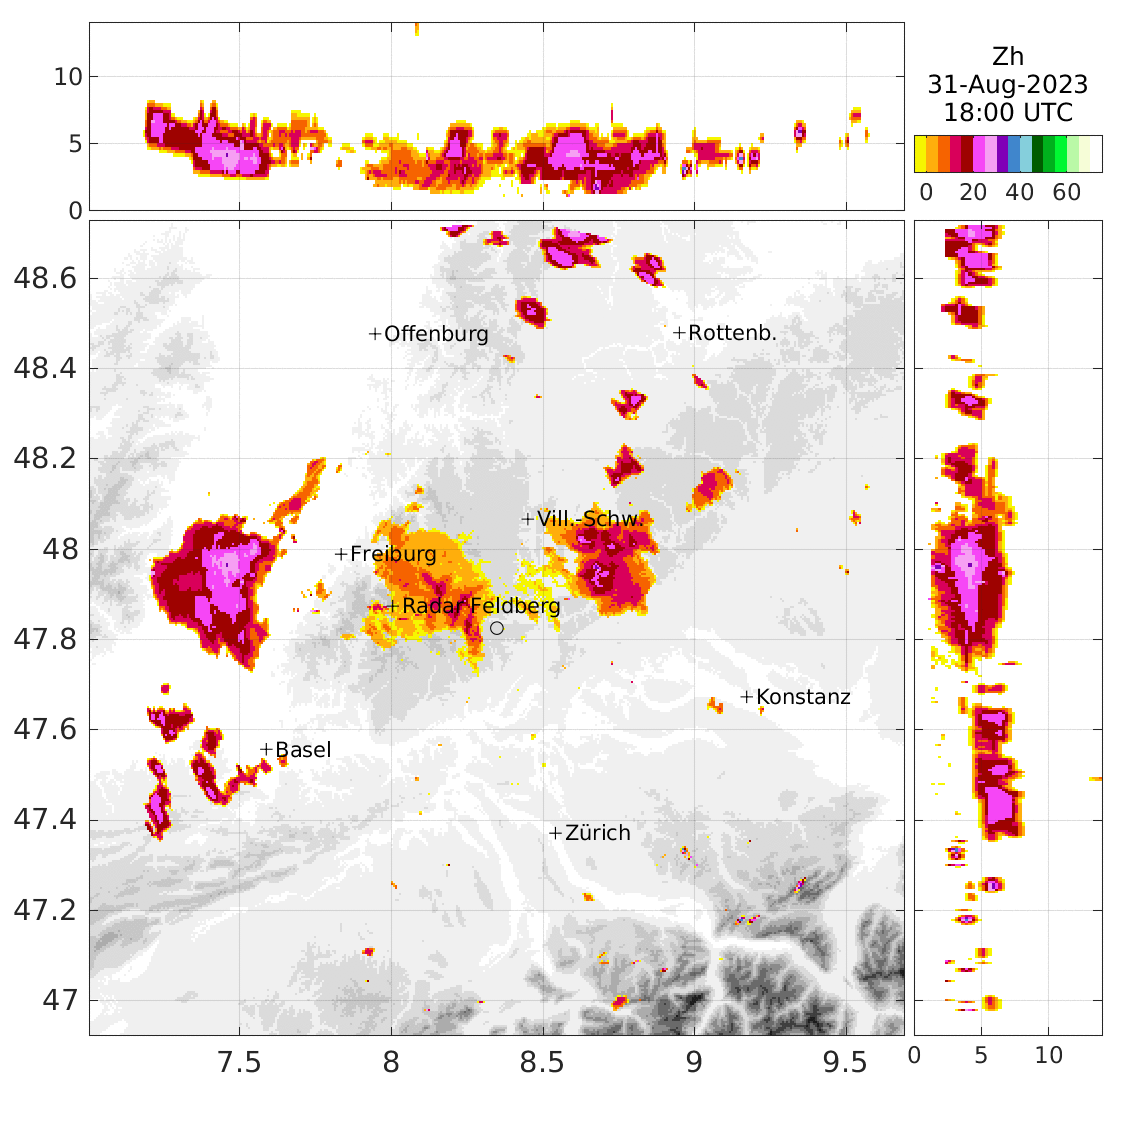 10
5
0
Zh
31-Aug-2023
18:00 UTC
0 20 40 60
48.6
48.4
48.2
48
47.8
47.6
47.4
47.2
47
+Offenburg
+Rottenb.
+Vill.-Schw.
+Freiburg
+Radar Feldberg
+Konstanz
+Basel
+Zürich
7.5 8 8.5 9 9.5
0 5 10